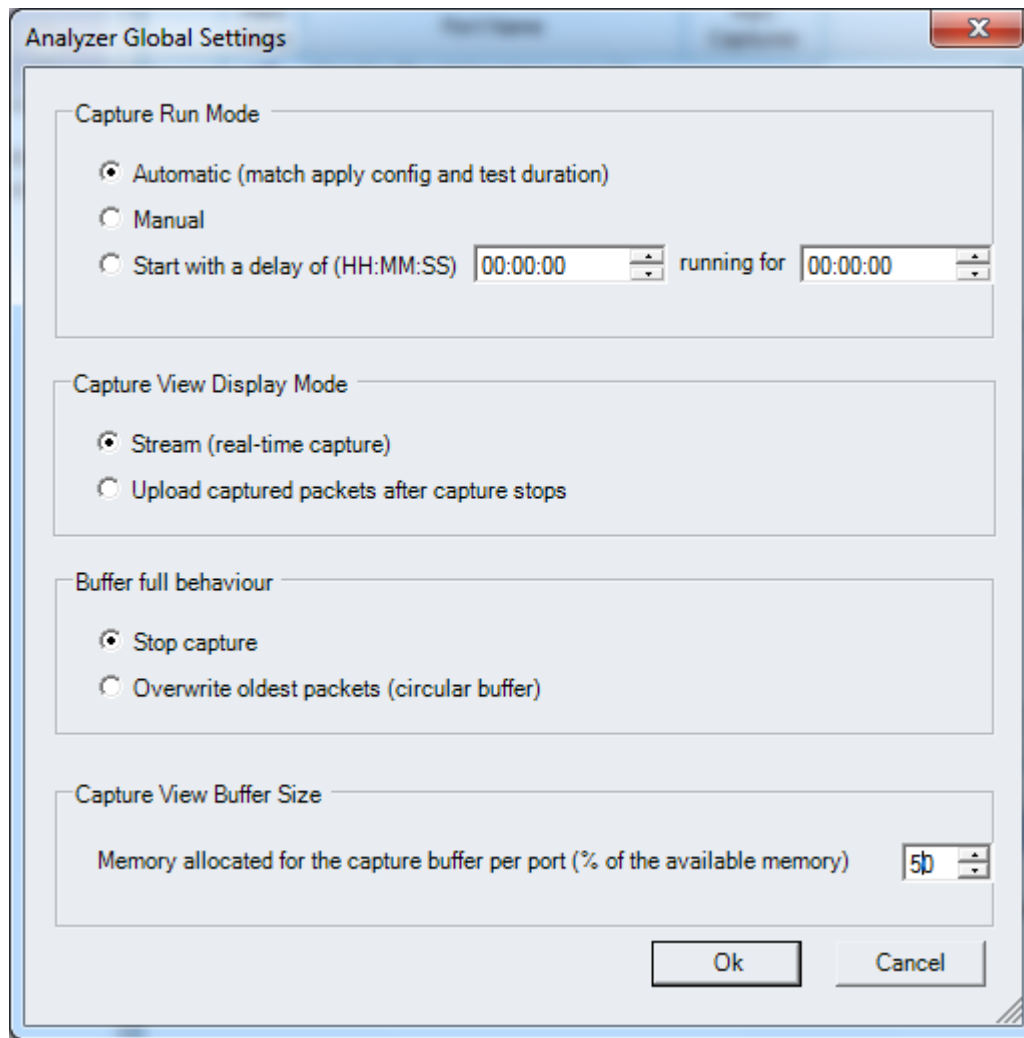 Port Name
Captures
Analyzer Global Settings
X
Capture Run Mode
Automatic (match apply config and test duration)
Manual
Start with a delay of (HH:MM:SS) 00:00:00 running for 00:00:00
Capture View Display Mode
Stream (real-time capture)
Upload captured packets after capture stops
Buffer full behaviour
Stop capture
Overwrite oldest packets (circular buffer)
Capture View Buffer Size
Memory allocated for the capture buffer per port (% of the available memory) 50
Ok Cancel